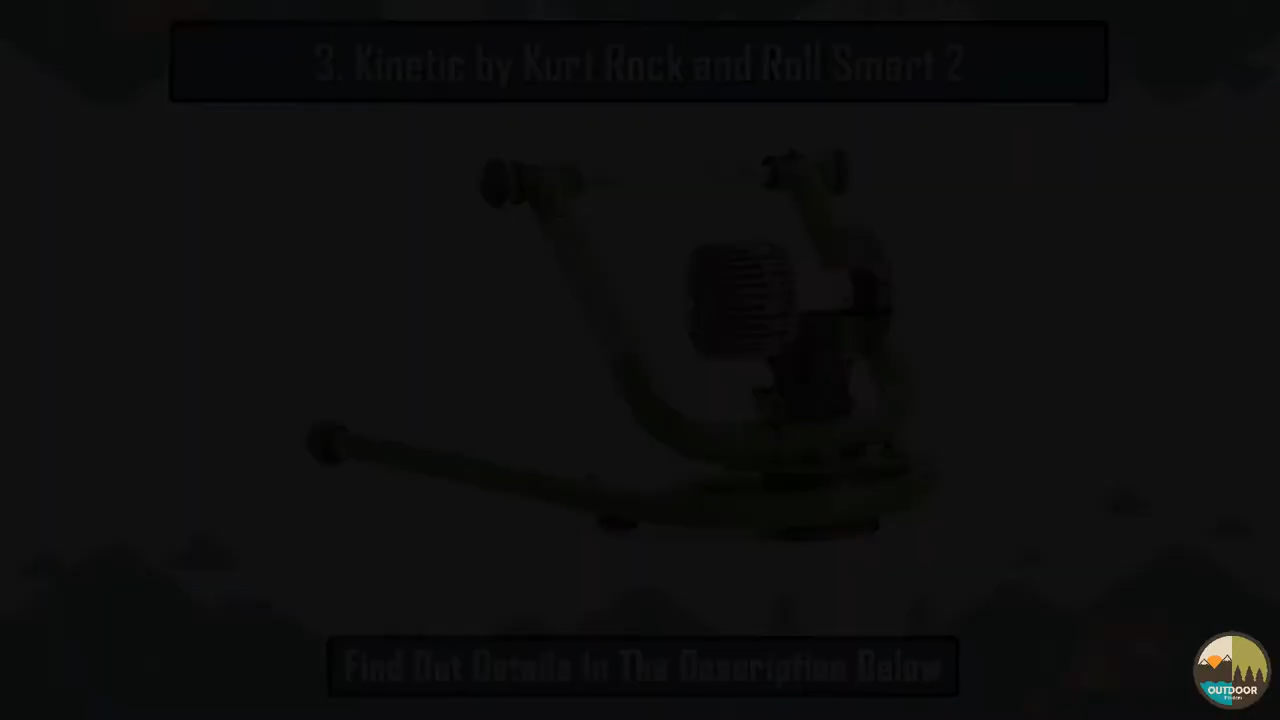 3. Kinetic by Kurt Rock and Roll Smart 2
Find Out Details In The Description Below
OUTDOOR